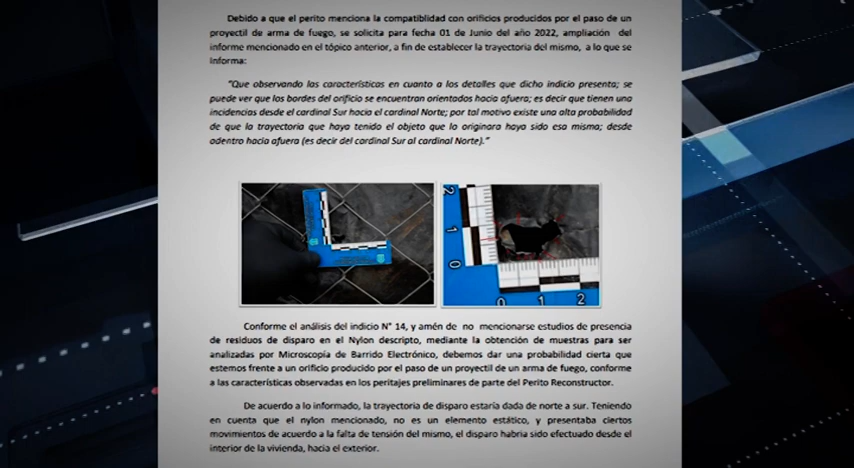 Debido a que el perito menciona la compatiblidad con orificios producidos por el paso de un
proyectil de arma de fuego, se solicita para fecha 01 de Junio del año 2022, ampliación del
informe mencionado en el tópico anterior, a fin de establecer la trayectoria del mismo, a lo que se
Informa:
"Que observando las características en cuanto a los detalles que dicho indicio presenta; se
puede ver que los bordes del orificio se encuentran orientados hacia afuera; es decir que tienen una
incidencias desde el cardinal Sur hacia el cardinal Norte; por tal motivo existe una alta probabilidad
de que la trayectoria que haya tenido el objeto que lo originara haya sido esa misma; desde
adentro hacia afuera (es decir del cardinal Sur al cardinal Norte)."
2
1
0
0 1 2
Conforme el análisis del indicio N° 14, y amén de no mencionarse estudios de presencia
de residuos de disparo en el Nylon descripto, mediante la obtención de muestras para ser
analizadas por Microscopía de Barrido Electrónico, debemos dar una probabilidad cierta que
estemos frente a un orificio producido por el paso de un proyectil de un arma de fuego, conforme
a las características observadas en los peritajes preliminares de parte del Perito Reconstructor.
De acuerdo a lo informado, la trayectoria de disparo estaría dada de norte a sur. Teniendo
en cuenta que el nylon mencionado, no es un elemento estático, y presentaba ciertos
movimientos de acuerdo a la falta de tensión del mismo, el disparo habria sido efectuado desde el
interior de la vivienda, hacia el exterior.